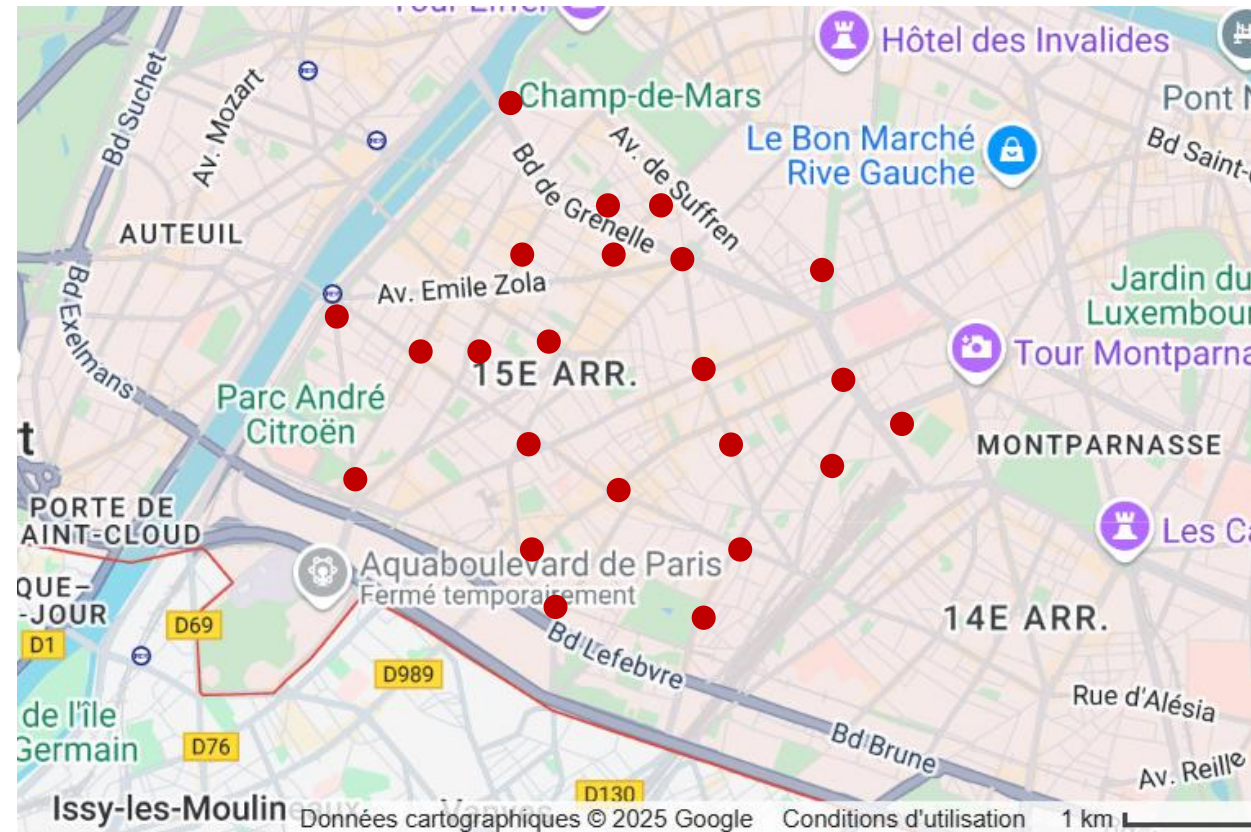 Hôtel des Invalides
Bd Suchet
Av. Mozart
Champ-de-Mars
Pont
Av. de Suffren
Le Bon Marché
Rive Gauche
Bd Saint-
Bd de Grenelle
AUTEUIL
Av. Emile Zola
Jardin du
Luxembour
Bd Exelmans
Tour Montparna
15E ARR.
Parc André
Citroën
t
MONTPARNASSE
PORTE DE
AINT-CLOUD
Les Ca
Aquaboulevard de Paris
Fermé temporairement
QUE-
-JOUR
D69
14E ARR.
D1
Bd Lefebvre
D989
Rue d'Alésia
de l'île
Germain
D76
Bd Brune
Av. Reille
D130
Issy-les-Moulin
Données cartographiques © 2025 Google
Conditions d'utilisation
1 km